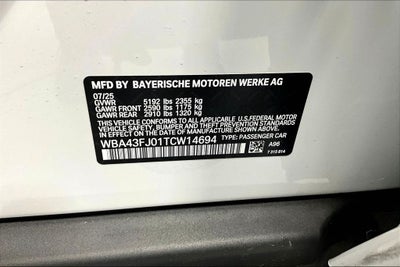 MFD BY BAYERISCHE MOTOREN WERKE AG
07/25
GVWR 5192 lbs 2355 kg
GAWR FRONT 2590 lbs 1175 kg
GAWR REAR 2910 lbs 1320 kg
THIS VEHICLE CONFORMS TO ALL APPLICABLE U.S. FEDERAL MOTOR
VEHICLE SAFETY, BUMPER, AND THEFT PREVENTION STANDARDS
IN EFFECT ON THE DATE OF MANUFACTURE SHOWN ABOVE.
WBA43FJ01TCW14694 TYPE: PASSENGER CAR
A96